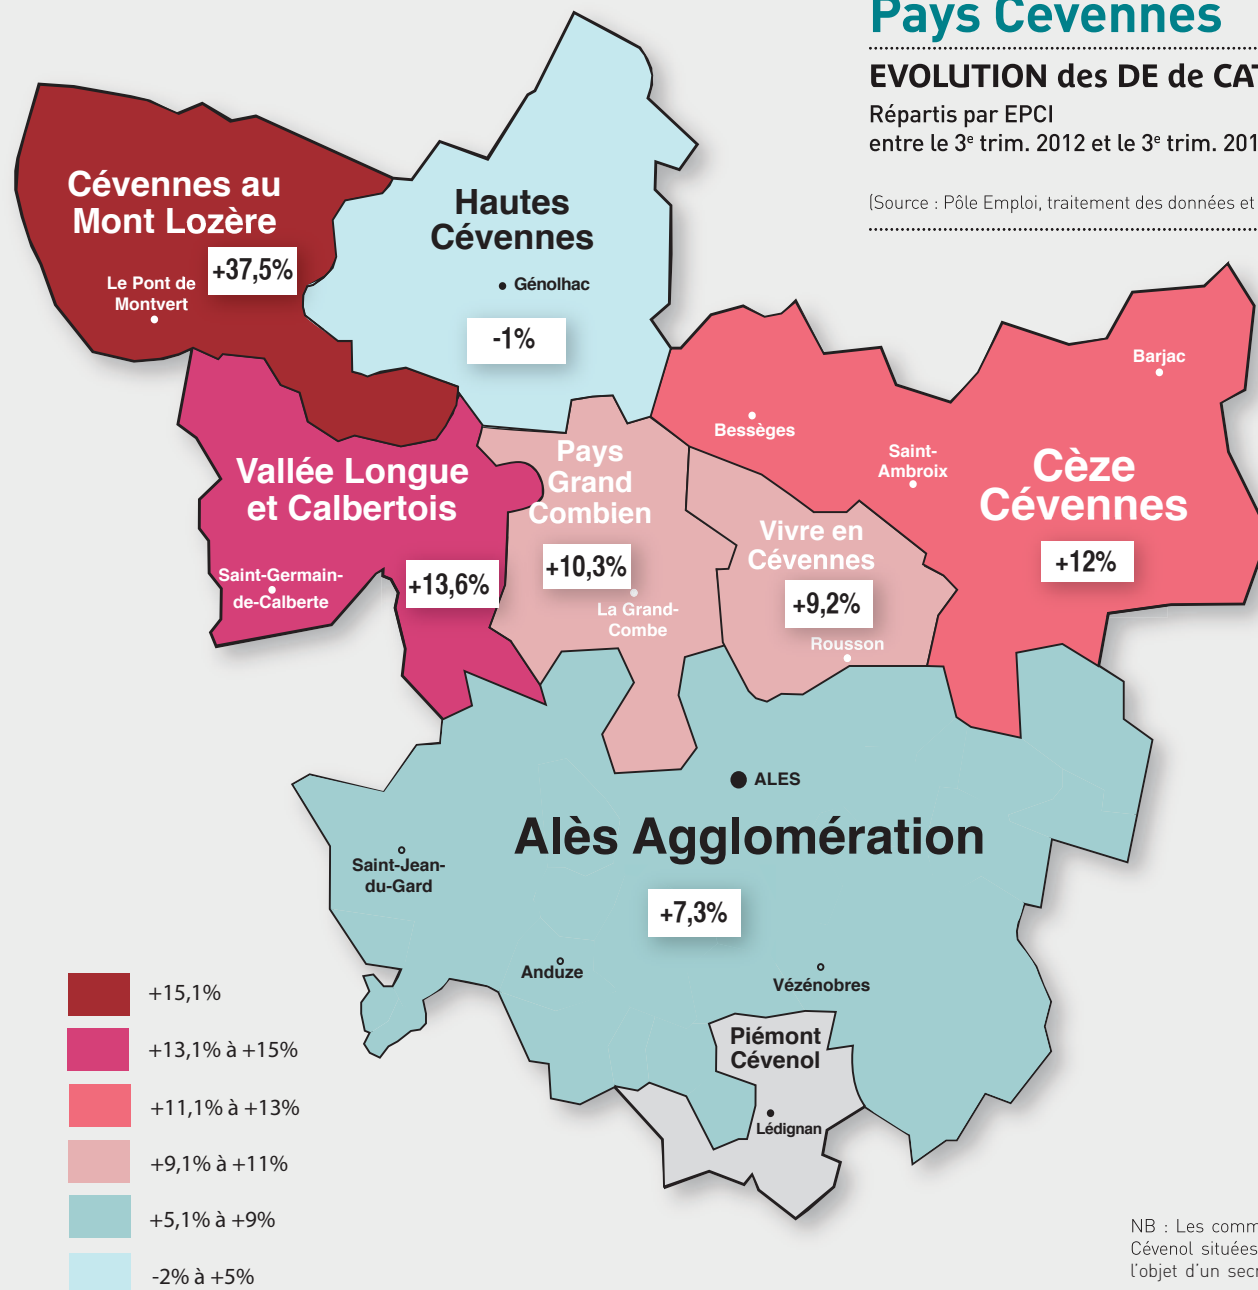 Pays Cévennes
EVOLUTION des DE de CAT
Répartis par EPCI
entre le 3e trim. 2012 et le 3e trim. 201
(Source : Pôle Emploi, traitement des données et
Cévennes au
Mont Lozère
+37,5%
Le Pont de
Montvert
Hautes
Cévennes
Génolhac
-1%
Barjac
Bessèges
Saint-
Ambroix
Cèze
Cévennes
+12%
Vallée Longue
et Calbertois
+13,6%
Saint-Germain-
de-Calberte
Pays
Grand
Combien
+10,3%
La Grand-
Combe
Vivre en
Cévennes
+9,2%
Rousson
ALES
Alès Agglomération
+7,3%
Saint-Jean-
du-Gard
Anduze
Vézénobres
Piémont
Cévenol
Lédignan
+15,1%
+13,1% à +15%
+11,1% à +13%
+9,1% à +11%
+5,1% à +9%
-2% à +5%
NB : Les comm
Cévenol situées
l'objet d'un secr